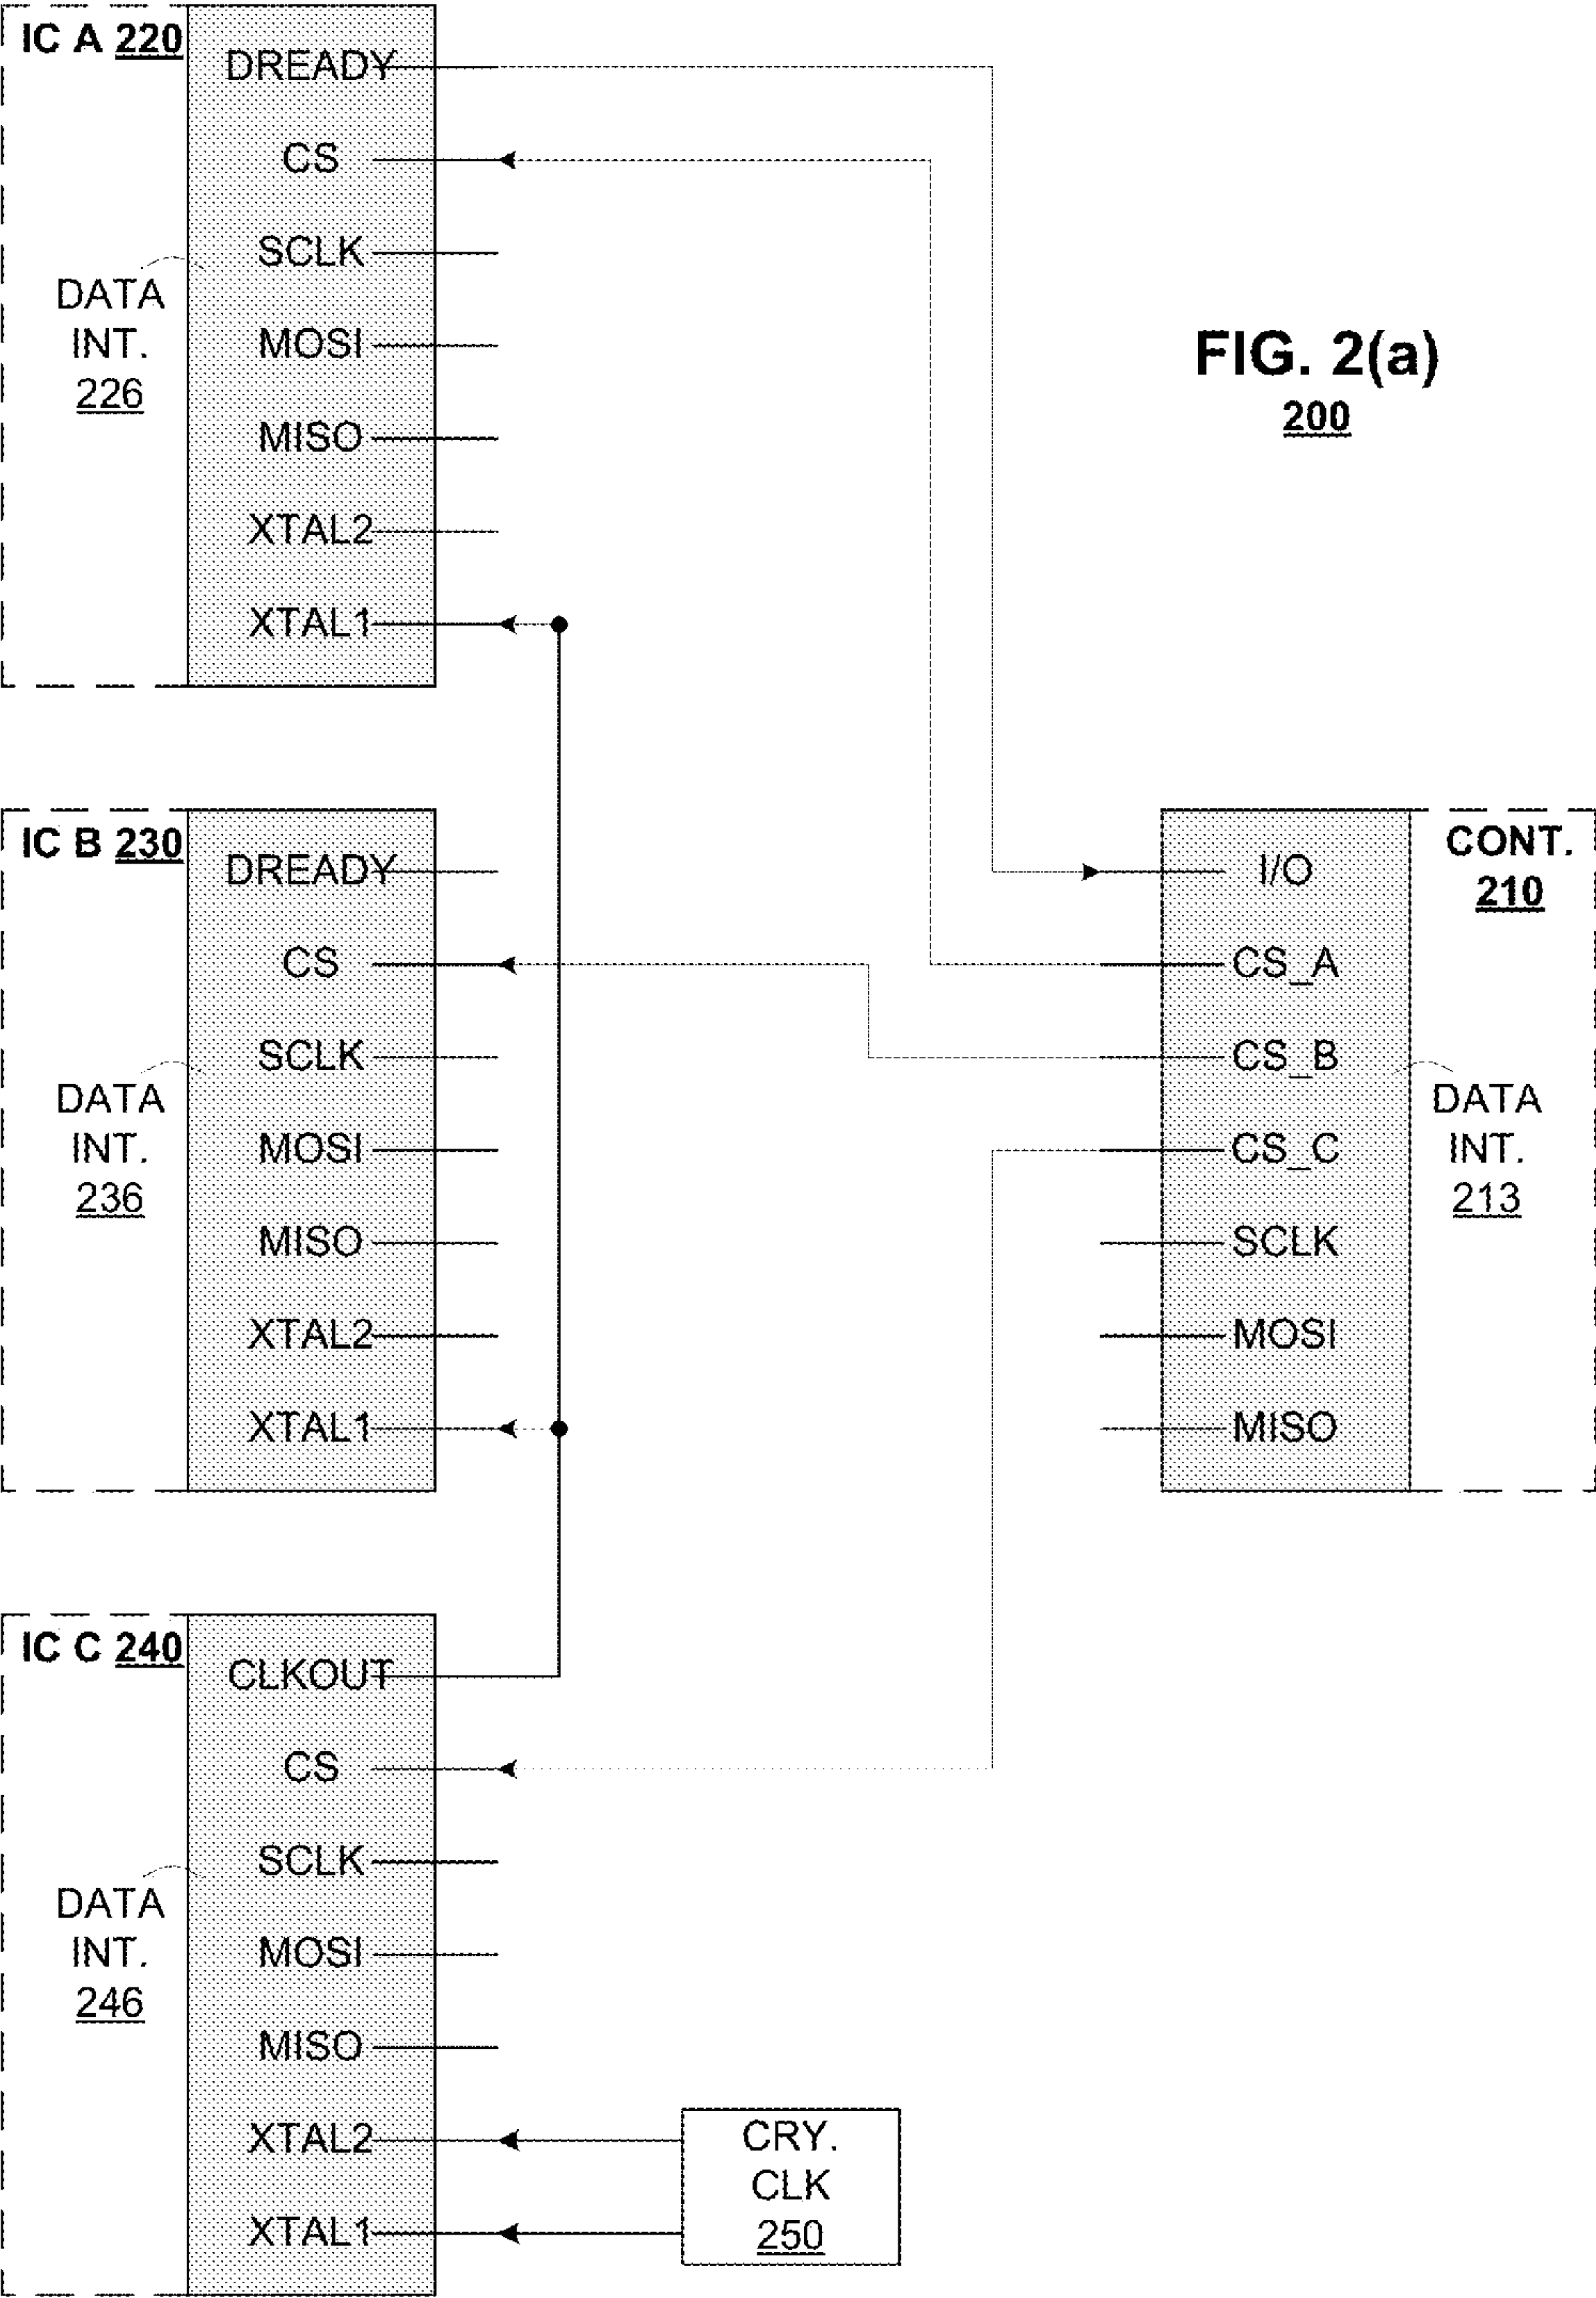 IC A 220
DREADY
CS
SCLK
DATA
INT.
226
MOSI
MISO
XTAL2
XTAL1
FIG. 2(a)
200
IC B 230
DREADY
CS
SCLK
DATA
INT.
236
MOSI
MISO
XTAL2
XTAL1
CONT.
210
I/O
CS_A
CS_B
CS_C
SCLK
MOSI
MISO
DATA
INT.
213
IC C 240
CLKOUT
CS
SCLK
DATA
INT.
246
MOSI
MISO
XTAL2
XTAL1
CRY.
CLK
250